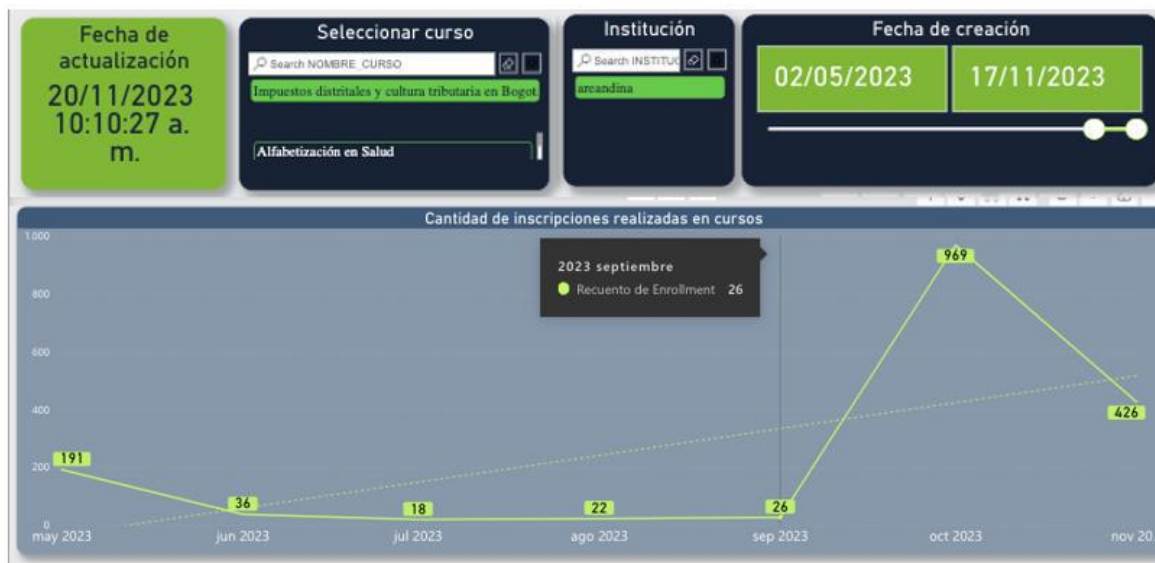 Fecha de
actualización
20/11/2023
10:10:27 a.
m.
Seleccionar curso
Search NOMBRE_CURSO
Impuestos distritales y cultura tributaria en Bogot
Alfabetización en Salud
Institución
Search INSTITUC
areandina
Fecha de creación
02/05/2023
17/11/2023
Cantidad de inscripciones realizadas en cursos
1.000
800
600
400
200
0
2023 septiembre
Recuento de Enrollment 26
191
36
18
22
26
969
426
may 2023
jun 2023
jul 2023
ago 2023
sep 2023
oct 2023
nov 20.